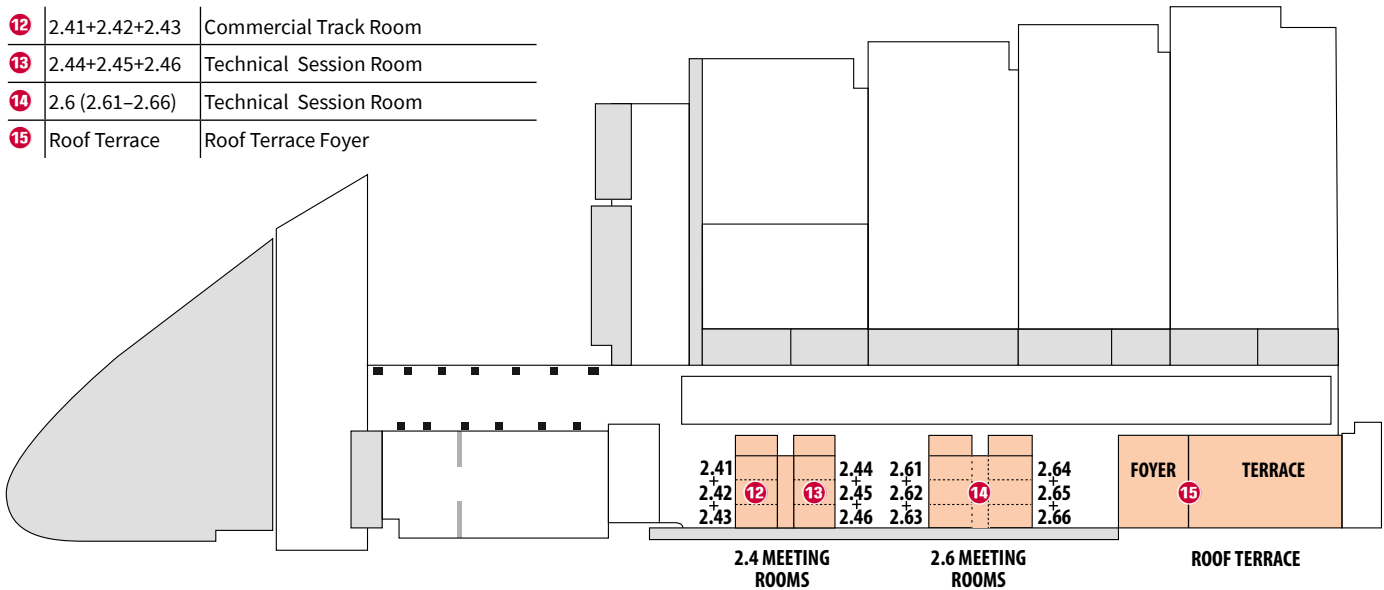 12 2.41+2.42+2.43 Commercial Track Room
13 2.44+2.45+2.46 Technical Session Room
14 2.6 (2.61–2.66) Technical Session Room
15 Roof Terrace Roof Terrace Foyer
2.41 2.44 2.61 2.64 FOYER TERRACE
+ + + +
2.42 12 13 2.45 2.62 14 2.65 15
+ + + +
2.43 2.46 2.63 2.66
2.4 MEETING ROOMS
2.6 MEETING ROOMS
ROOF TERRACE